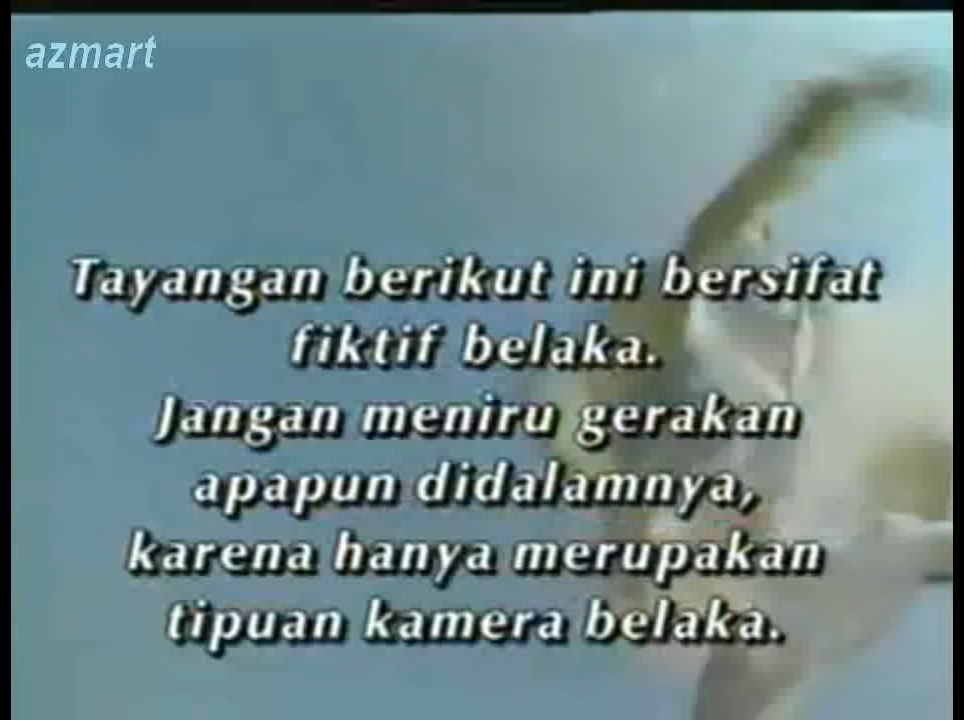 azmart
Tayangan berikut ini bersifat
fiktif belaka.
Jangan meniru gerakan
apapun didalamnya,
karena hanya merupakan
tipuan kamera belaka.